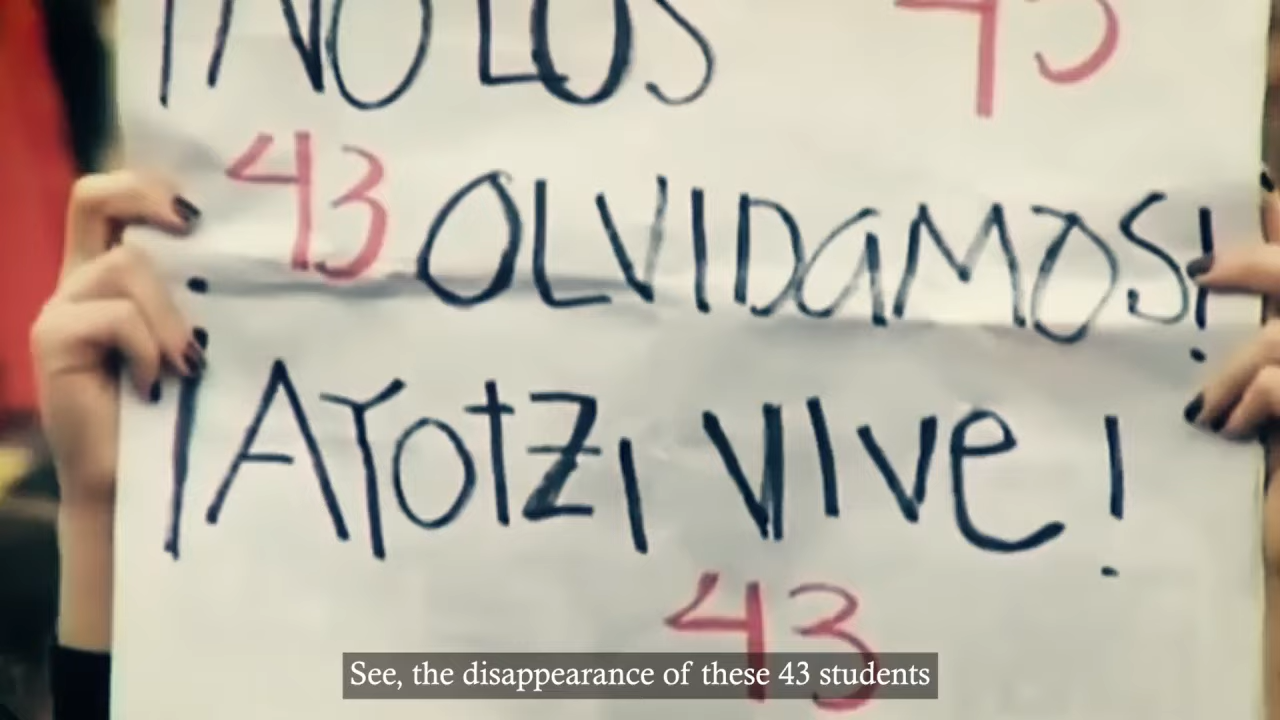 ¡NO LOS 43
43 OLVIDAMOS!
¡AYOTZI VIVE!
43
See, the disappearance of these 43 students